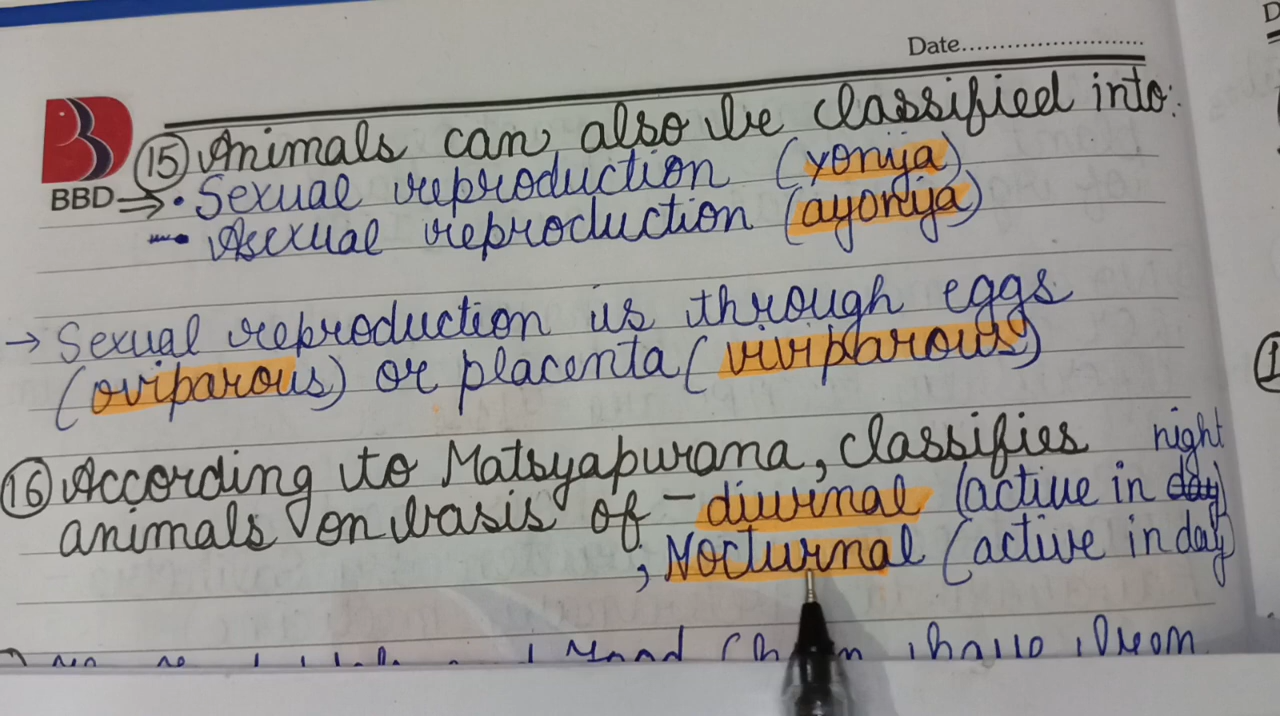 Date
BBD
15 Animals can also be classified into:
→ • Sexual reproduction (yonija)
• Asexual reproduction (ayonija)
→ Sexual reproduction is through eggs
(oviparous) or placenta (viviparous)
16 According to Matsyapurana, classifies
night
animals on basis of - diurinal (active in day)
; Nocturnal (active in day)